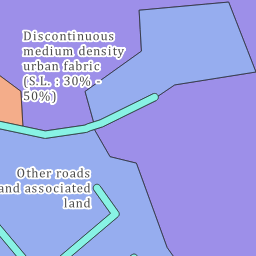 Discontinuous
medium density
urban fabric
(S.L. : 30% -
50%)
Other roads
and associated
land